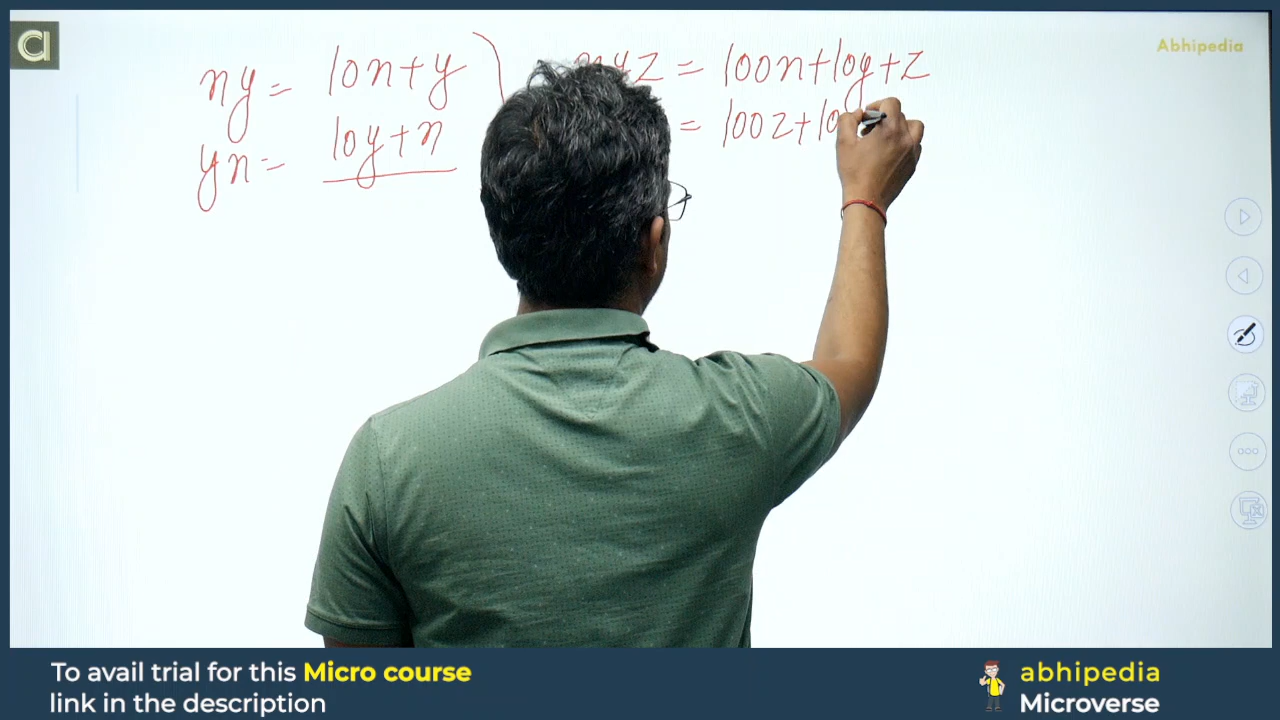 a
Abhipedia
xy = 10x+y
yx = 10y+x
xyz = 100x+10y+z
= 100z+10
To avail trial for this Micro course
link in the description
abhipedia
Microverse